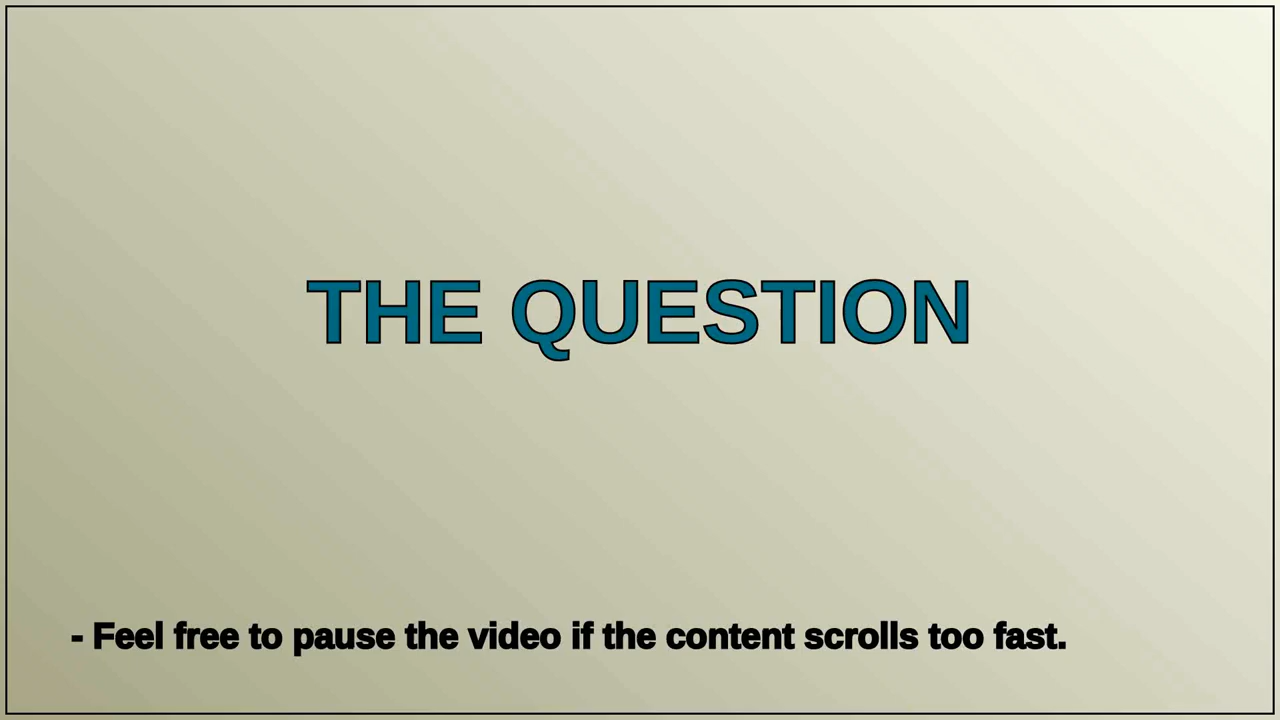 THE QUESTION
- Feel free to pause the video if the content scrolls too fast.